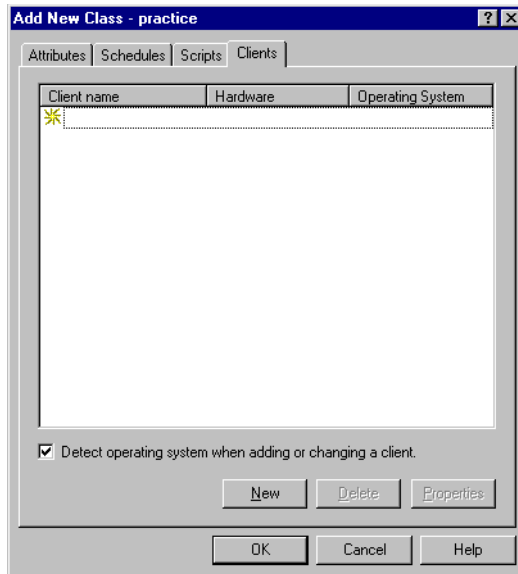 Add New Class - practice
Attributes Schedules Scripts Clients
Client name Hardware Operating System
Detect operating system when adding or changing a client.
New Delete Properties
OK Cancel Help